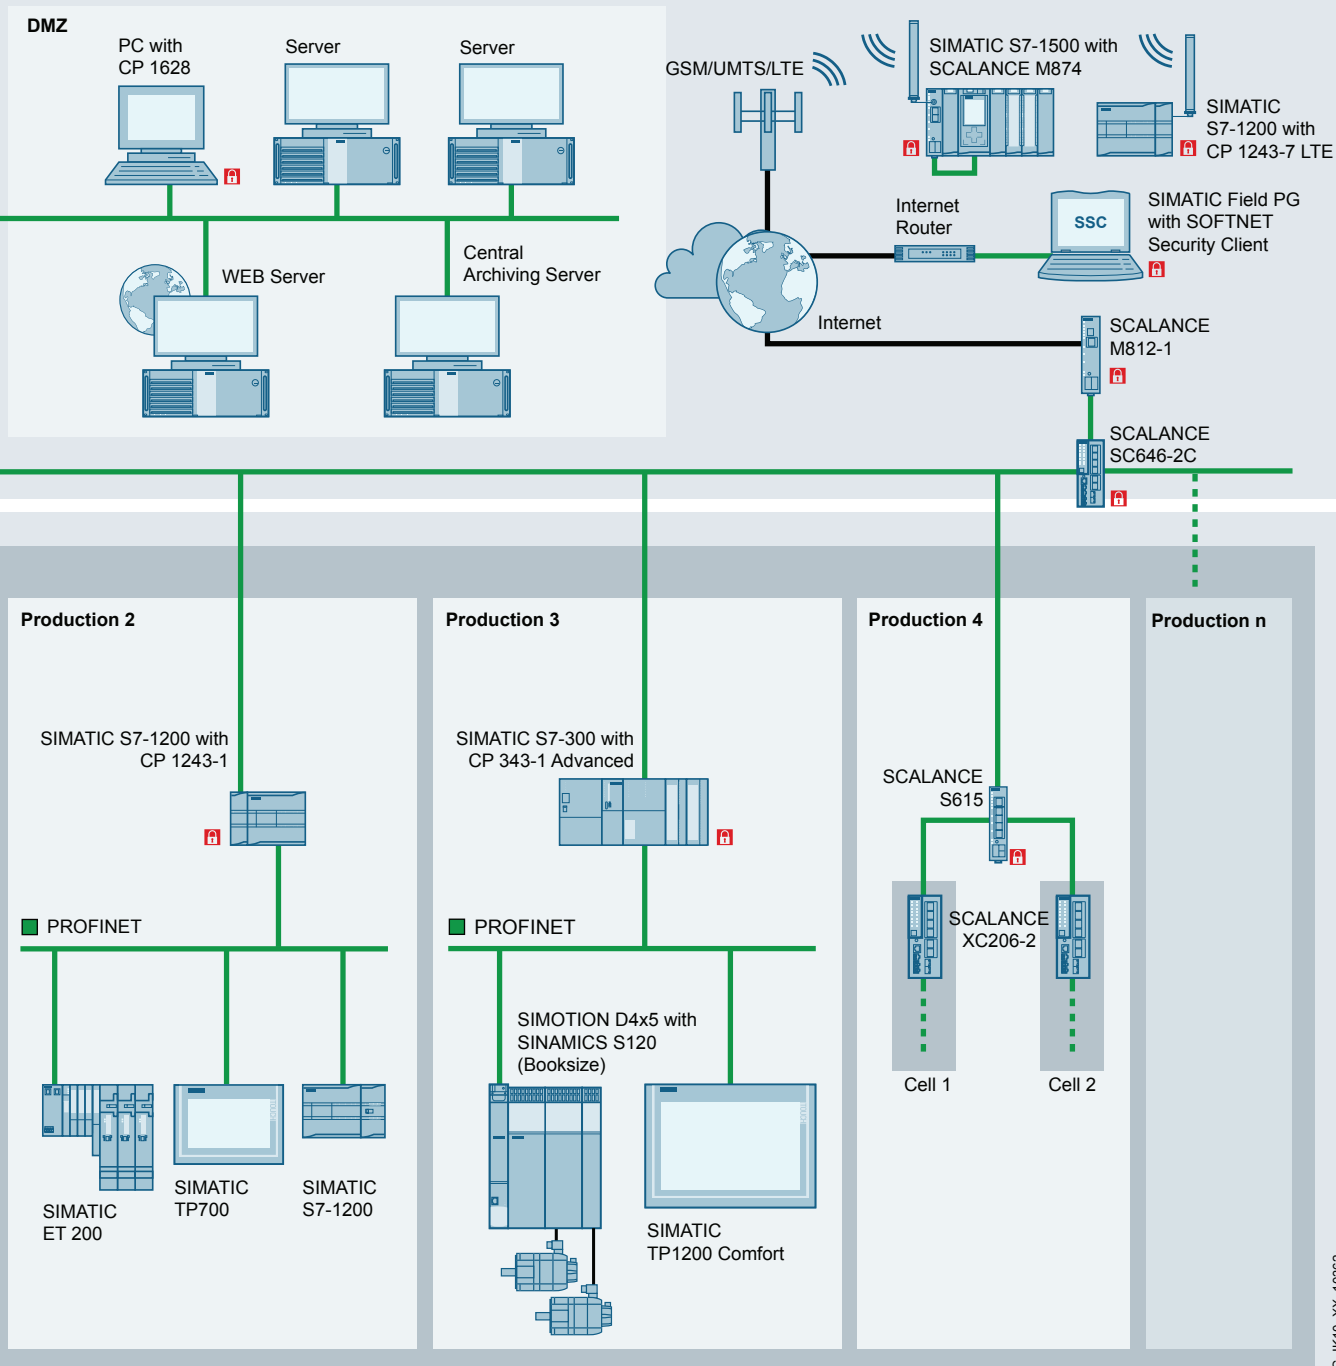 DMZ
PC with
CP 1628
Server
Server
WEB Server
Central
Archiving Server
GSM/UMTS/LTE
SIMATIC S7-1500 with
SCALANCE M874
SIMATIC
S7-1200 with
CP 1243-7 LTE
Internet
Router
SSC
SIMATIC Field PG
with SOFTNET
Security Client
Internet
SCALANCE
M812-1
SCALANCE
SC646-2C
Production 2
SIMATIC S7-1200 with
CP 1243-1
PROFINET
SIMATIC
ET 200
SIMATIC
TP700
SIMATIC
S7-1200
Production 3
SIMATIC S7-300 with
CP 343-1 Advanced
PROFINET
SIMOTION D4x5 with
SINAMICS S120
(Booksize)
SIMATIC
TP1200 Comfort
Production 4
SCALANCE
S615
SCALANCE
XC206-2
Cell 1
Cell 2
Production n